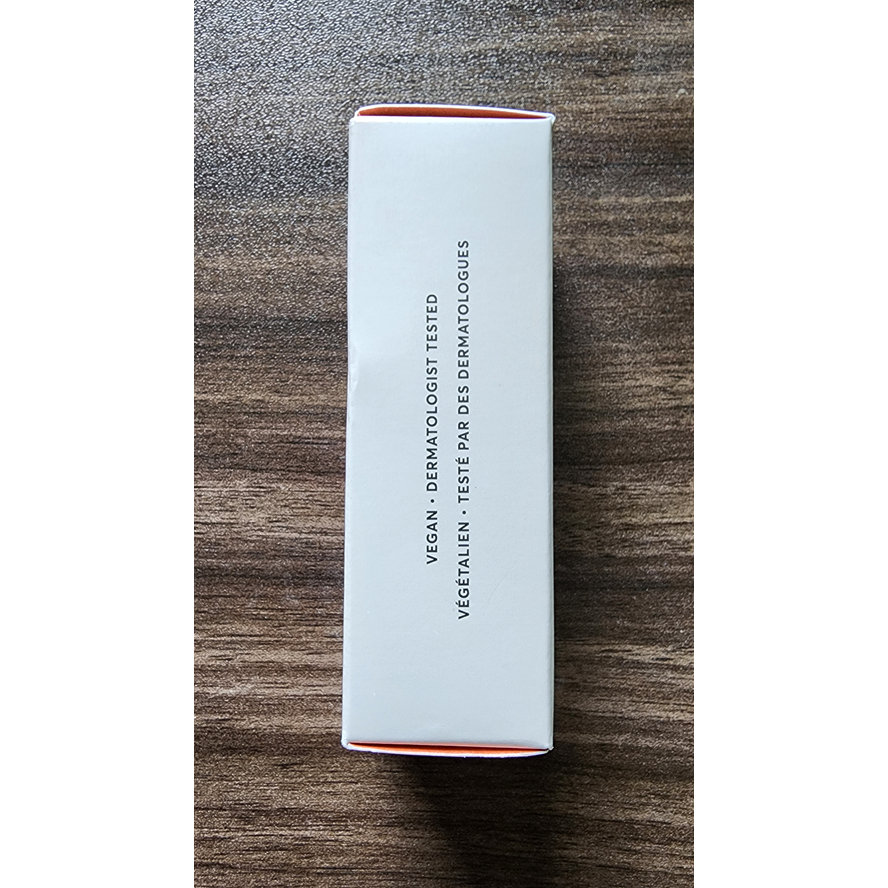 VEGAN • DERMATOLOGIST TESTED
VÉGÉTALIEN • TESTÉ PAR DES DERMATOLOGUES